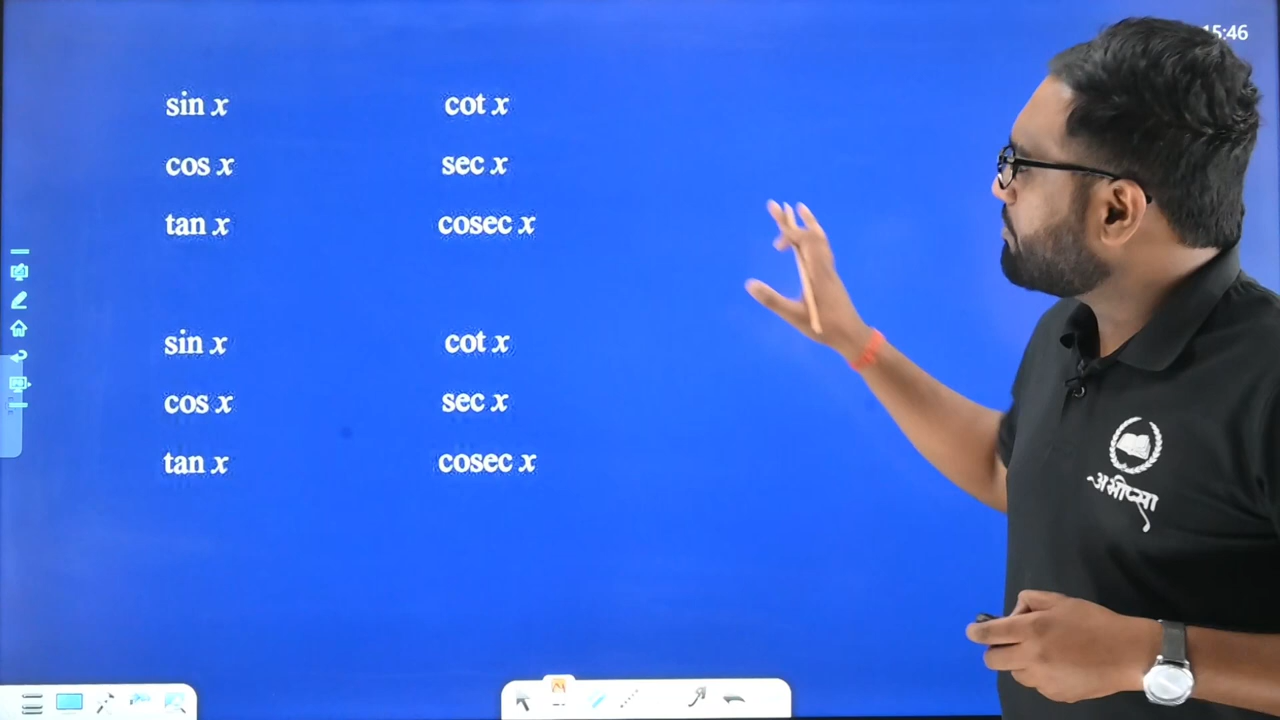 15:46
sin x cot x
cos x sec x
tan x cosec x
sin x cot x
cos x sec x
tan x cosec x
अभीप्सा